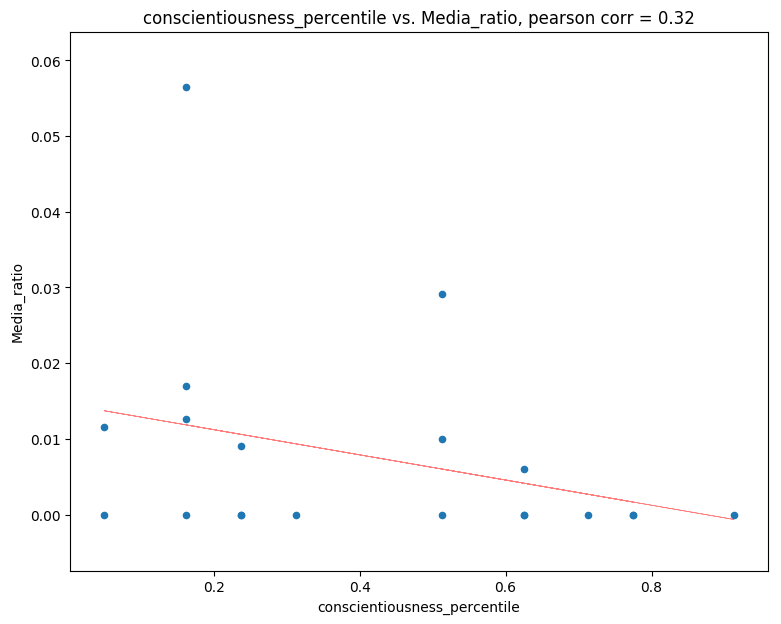 conscientiousness_percentile vs. Media_ratio, pearson corr = 0.32
0.06
0.05
0.04
0.03
0.02
0.01
0.00
Media_ratio
0.2 0.4 0.6 0.8
conscientiousness_percentile